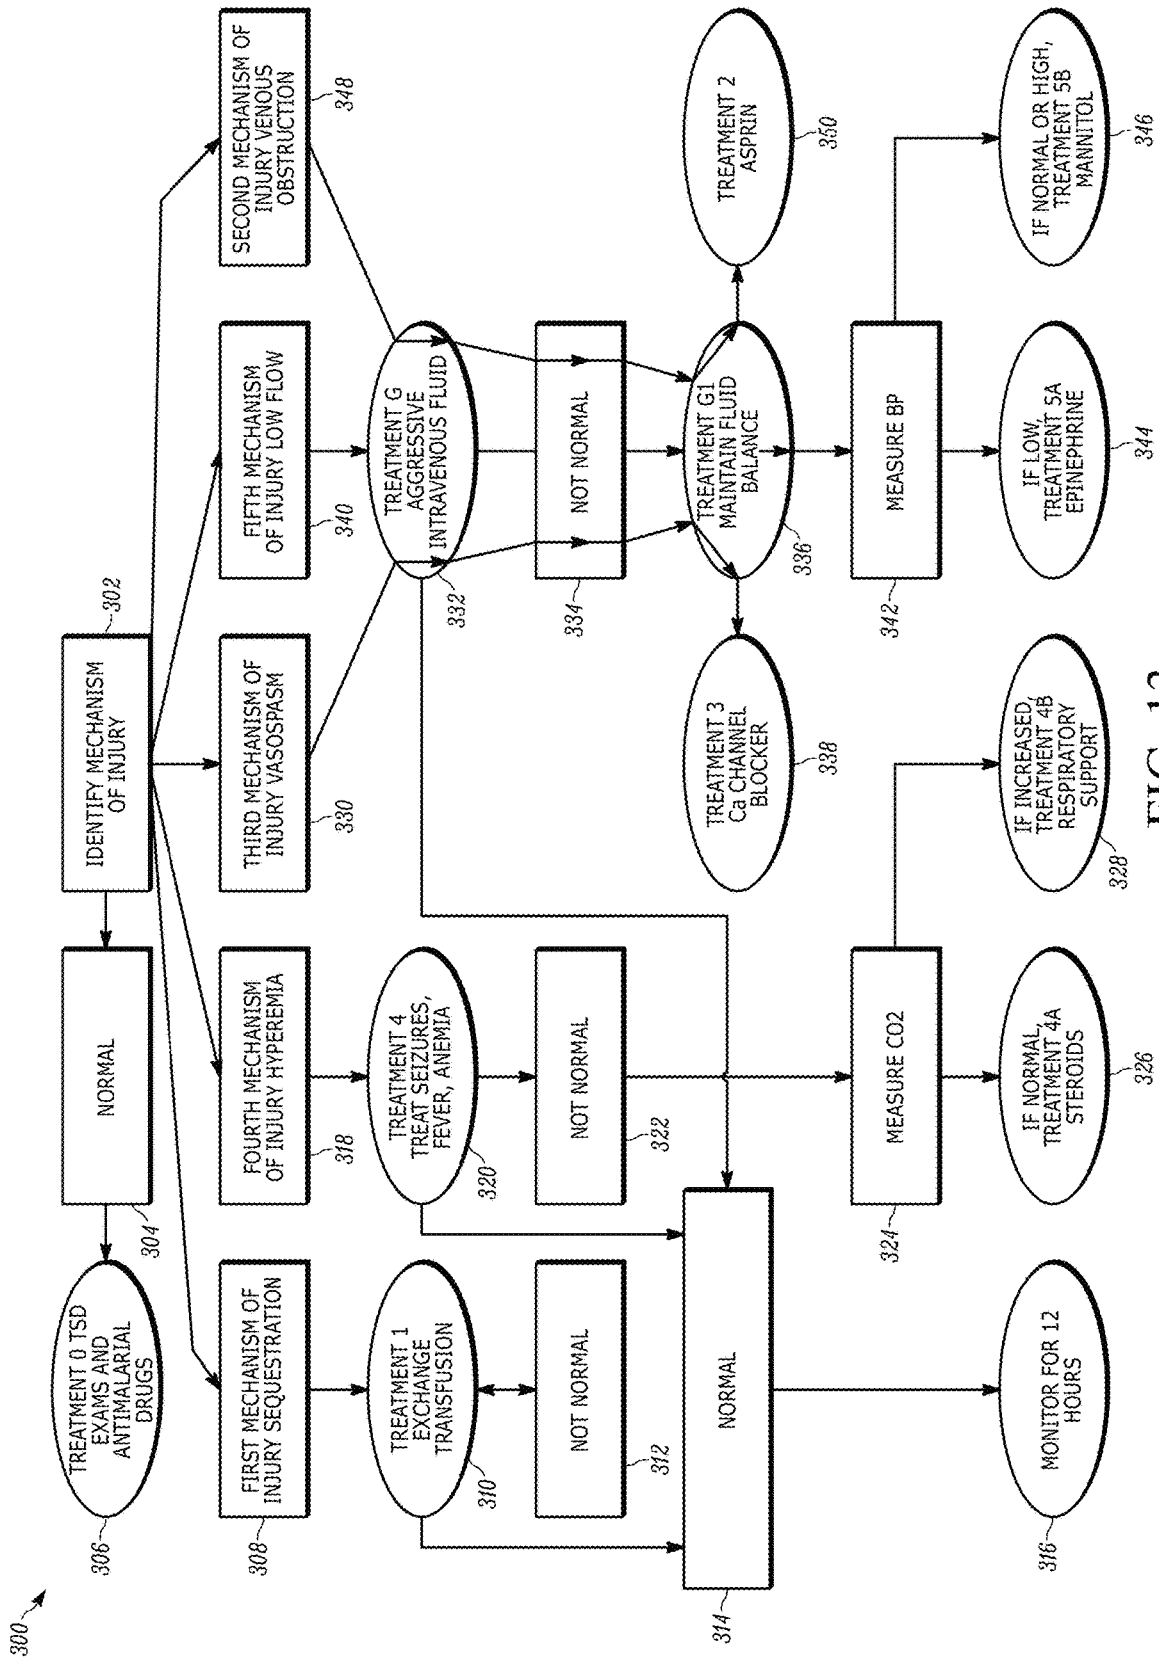 300
IDENTIFY MECHANISM
OF INJURY
302
NORMAL
304
TREATMENT 0 TSD
EXAMS AND
ANTIMALARIAL
DRUGS
306
FIRST MECHANISM OF
INJURY SEQUESTRATION
308
FOURTH MECHANISM
OF INJURY HYPEREMIA
318
THIRD MECHANISM OF
INJURY VASOSPASM
330
FIFTH MECHANISM
OF INJURY LOW FLOW
340
SECOND MECHANISM OF
INJURY VENOUS
OBSTRUCTION
348
TREATMENT 1
EXCHANGE
TRANSFUSION
310
TREATMENT 4
TREAT SEIZURES,
FEVER, ANEMIA
320
TREATMENT G
AGGRESSIVE
INTRAVENOUS FLUID
332
NOT NORMAL
312
NOT NORMAL
322
NOT NORMAL
334
NORMAL
314
TREATMENT 3
Ca CHANNEL
BLOCKER
338
TREATMENT G1
MAINTAIN FLUID
BALANCE
336
TREATMENT 2
ASPRIN
350
MEASURE CO2
324
MEASURE BP
342
MONITOR FOR 12
HOURS
316
IF NORMAL,
TREATMENT 4A
STEROIDS
326
IF INCREASED,
TREATMENT 4B
RESPIRATORY
SUPPORT
328
IF LOW,
TREATMENT 5A
EPINEPHRINE
344
IF NORMAL OR HIGH,
TREATMENT 5B
MANNITOL
346